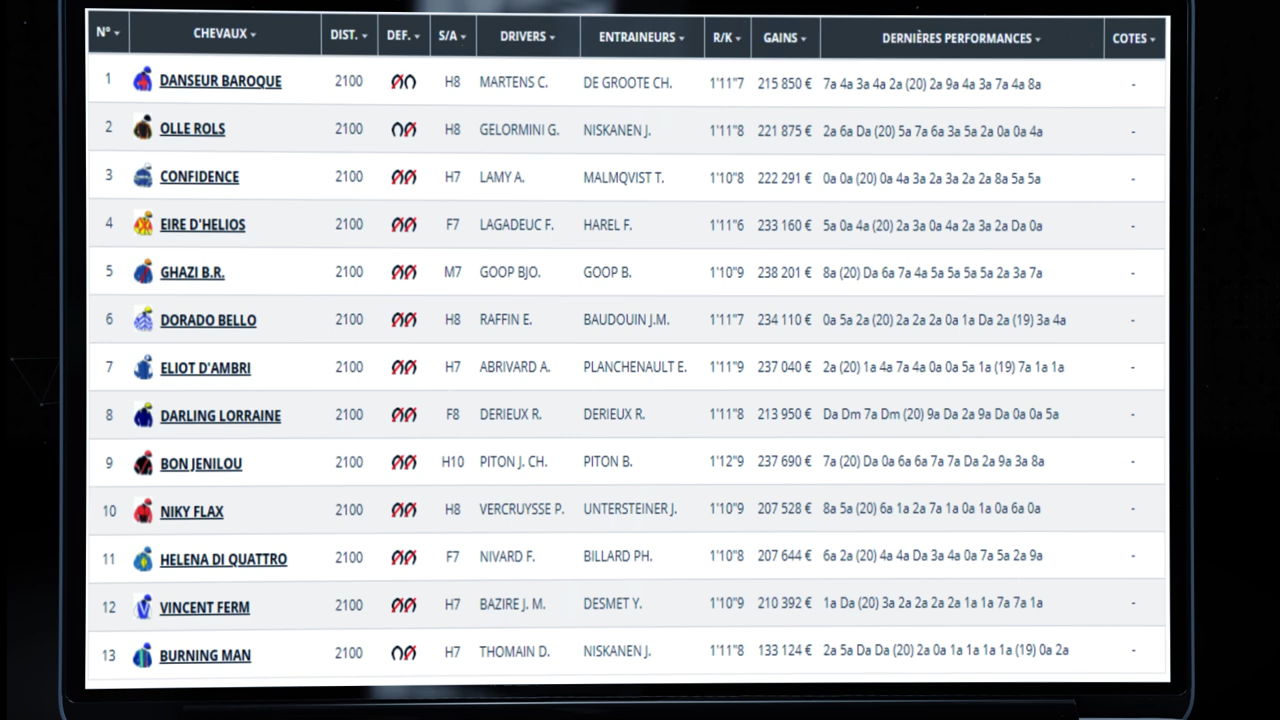 N° CHEVAUX DIST. DEF. S/A DRIVERS ENTRAINEURS R/K GAINS DERNIÈRES PERFORMANCES COTES
1 DANSEUR BAROQUE 2100 H8 MARTENS C. DE GROOTE CH. 1'11"7 215 850 € 7a 4a 3a 4a 2a (20) 2a 9a 4a 3a 7a 4a 8a -
2 OLLE ROLS 2100 H8 GELORMINI G. NISKANEN J. 1'11"8 221 875 € 2a 6a Da (20) 5a 7a 6a 3a 5a 2a 0a 0a 4a -
3 CONFIDENCE 2100 H7 LAMY A. MALMQVIST T. 1'10"8 222 291 € 0a 0a (20) 0a 4a 3a 2a 3a 2a 2a 8a 5a 5a -
4 EIRE D'HELIOS 2100 F7 LAGADEUC F. HAREL F. 1'11"6 233 160 € 5a 0a 4a (20) 2a 3a 0a 4a 2a 3a 2a Da 0a -
5 GHAZI B.R. 2100 M7 GOOP BJO. GOOP B. 1'10"9 238 201 € 8a (20) Da 6a 7a 4a 5a 5a 5a 5a 2a 3a 7a -
6 DORADO BELLO 2100 H8 RAFFIN E. BAUDOUIN J.M. 1'11"7 234 110 € 0a 5a 2a (20) 2a 2a 2a 0a 1a Da 2a (19) 3a 4a -
7 ELIOT D'AMBRI 2100 H7 ABRIVARD A. PLANCHENAULT E. 1'11"9 237 040 € 2a (20) 1a 4a 7a 4a 0a 0a 5a 1a (19) 7a 1a 1a -
8 DARLING LORRAINE 2100 F8 DERIEUX R. DERIEUX R. 1'11"8 213 950 € Da Dm 7a Dm (20) 9a Da 2a 9a Da 0a 0a 5a -
9 BON JENILOU 2100 H10 PITON J. CH. PITON B. 1'12"9 237 690 € 7a (20) Da 0a 6a 6a 7a 7a Da 2a 9a 3a 8a -
10 NIKY FLAX 2100 H8 VERCRUYSSE P. UNTERSTEINER J. 1'10"9 207 528 € 8a 5a (20) 6a 1a 2a 7a 1a 0a 1a 0a 6a 0a -
11 HELENA DI QUATTRO 2100 F7 NIVARD F. BILLARD PH. 1'10"8 207 644 € 6a 2a (20) 4a 4a Da 3a 4a 0a 7a 5a 2a 9a -
12 VINCENT FERM 2100 H7 BAZIRE J. M. DESMET Y. 1'10"9 210 392 € 1a Da (20) 3a 2a 2a 2a 2a 1a 1a 7a 7a 1a -
13 BURNING MAN 2100 H7 THOMAIN D. NISKANEN J. 1'11"8 133 124 € 2a 5a Da Da (20) 2a 0a 1a 1a 1a 1a (19) 0a 2a -